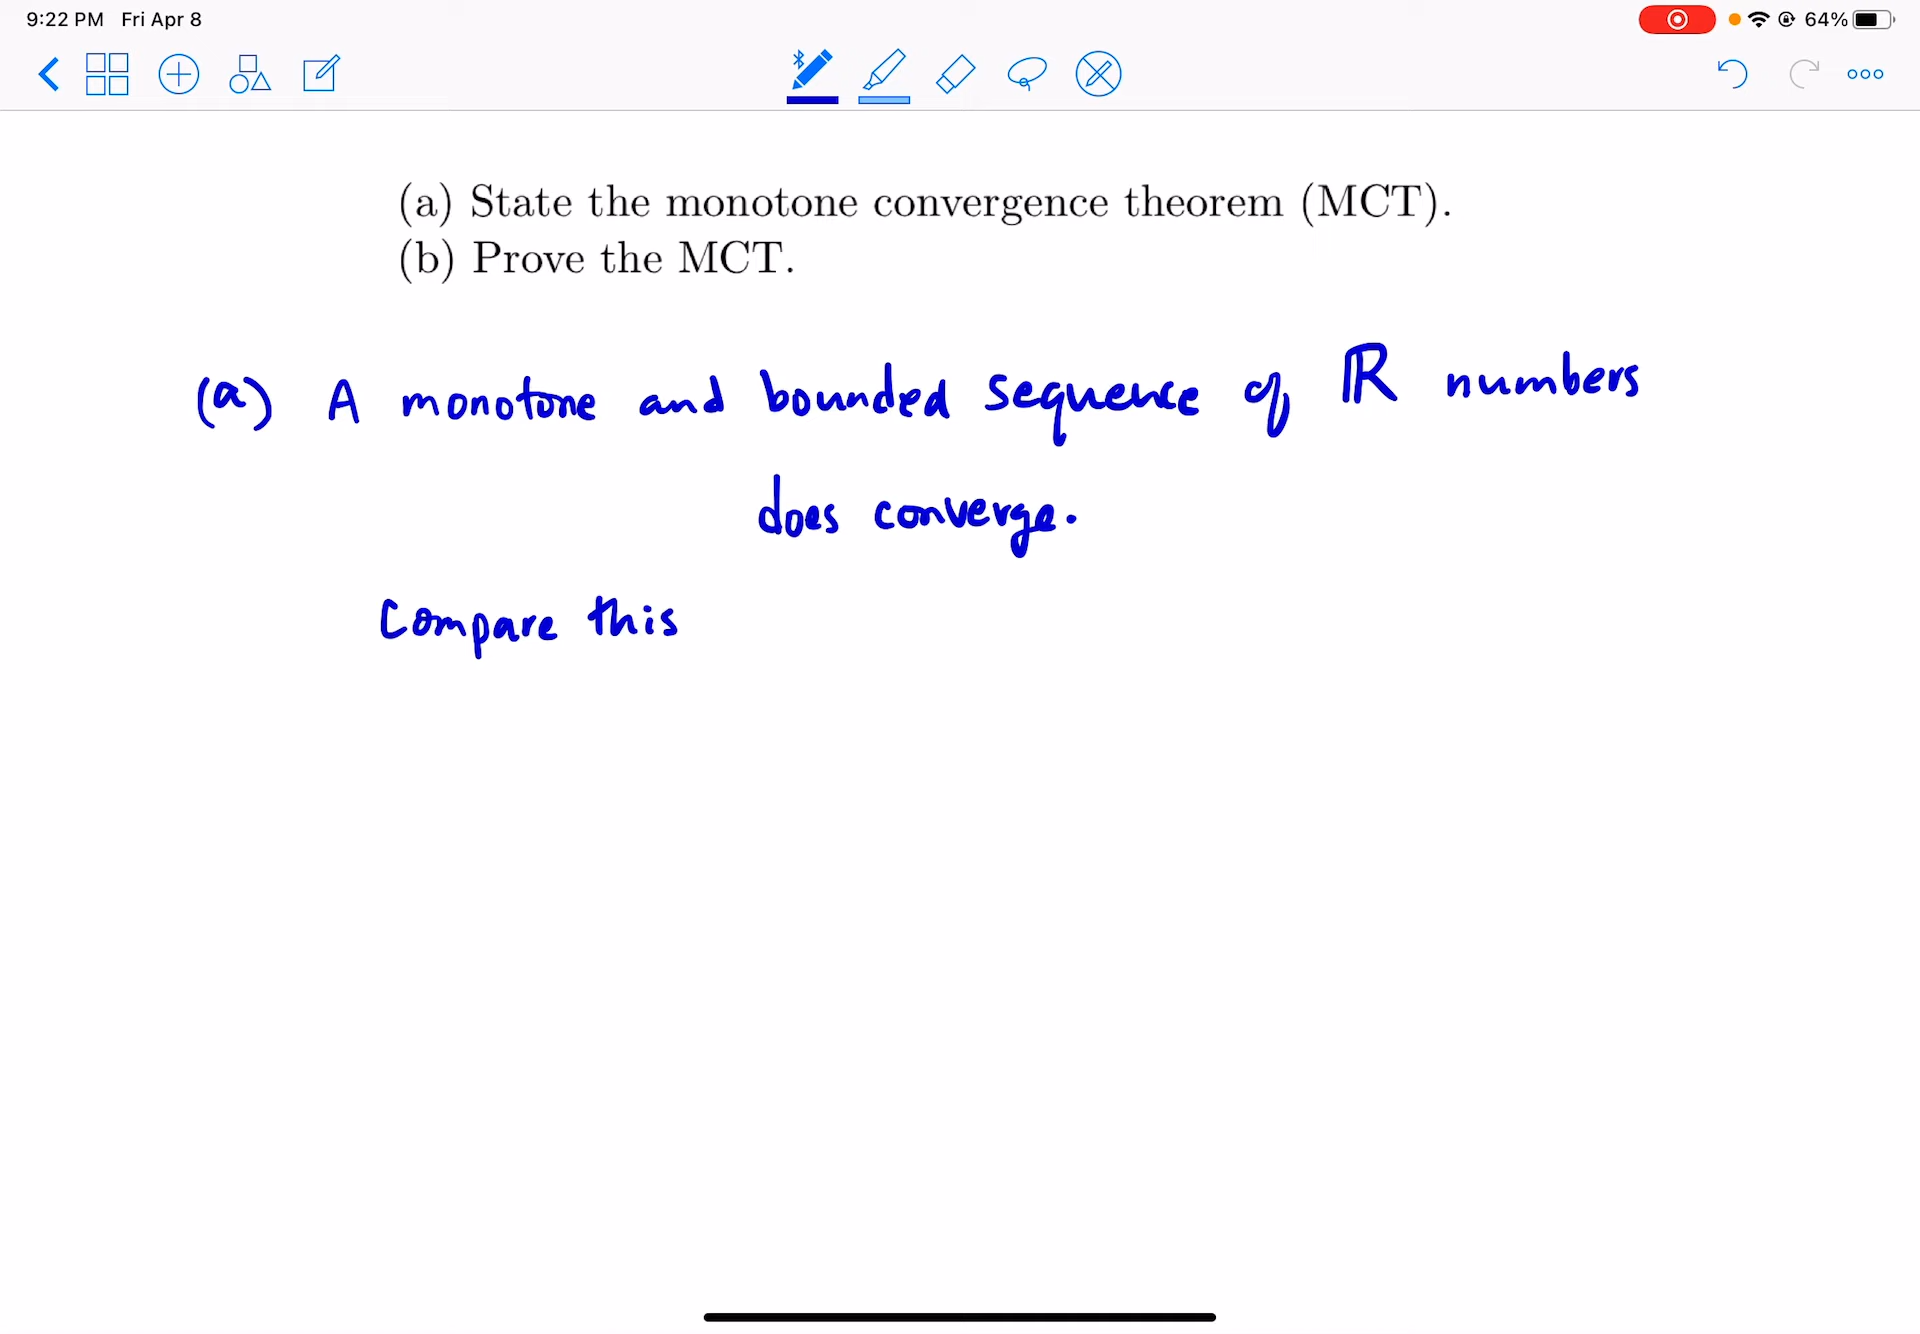 9:22 PM Fri Apr 8 64%
(a) State the monotone convergence theorem (MCT).
(b) Prove the MCT.
(a) A monotone and bounded sequence of ℝ numbers
does converge.
Compare this